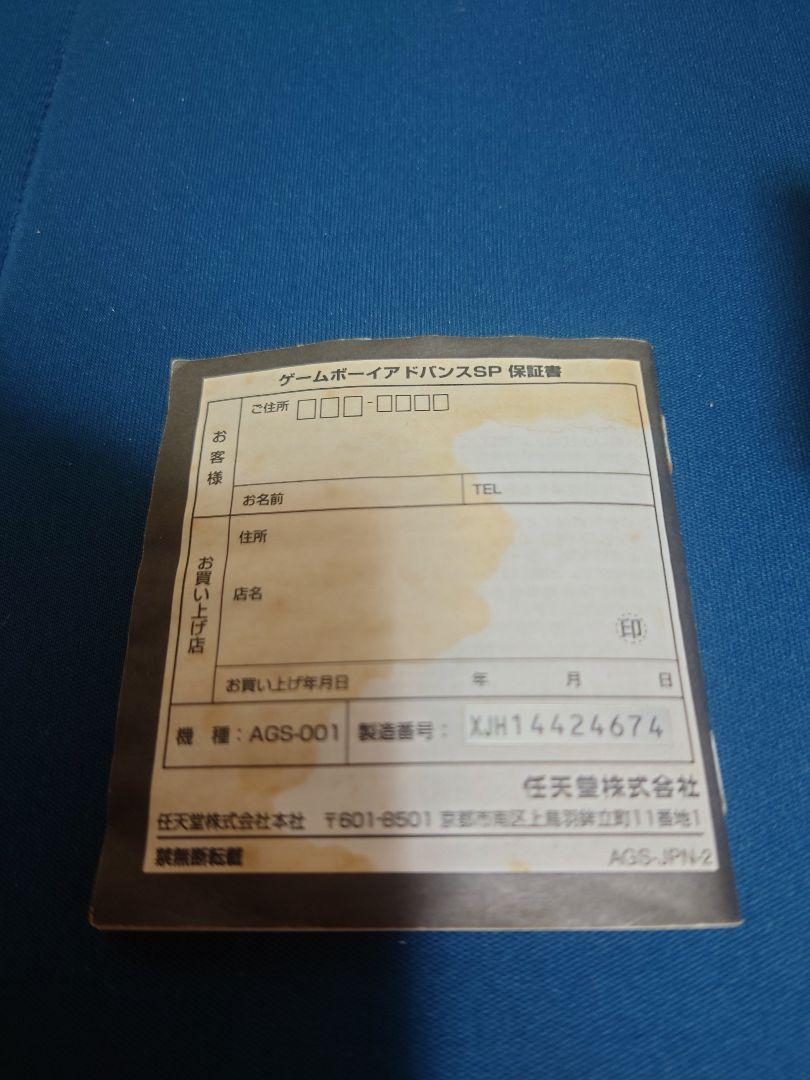 ゲームボーイアドバンスSP 保証書
お客様
ご住所 □□□-□□□□
お名前
TEL
お買い上げ店
住所
店名
印
お買い上げ年月日 年 月 日
機 種：AGS-001
製造番号： XJH14424674
任天堂株式会社
任天堂株式会社本社 〒601-8501 京都市南区上鳥羽鉾立町11番地1
禁無断転載
AGS-JPN-2